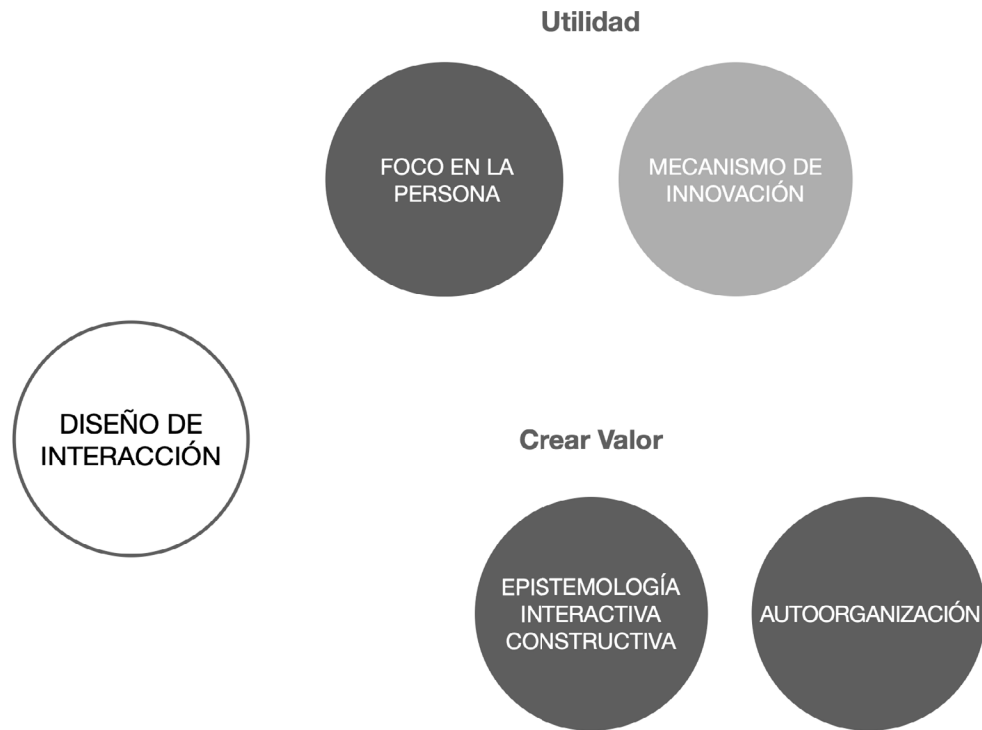 Utilidad
FOCO EN LA
PERSONA
MECANISMO DE
INNOVACIÓN
DISEÑO DE
INTERACCIÓN
Crear Valor
EPISTEMOLOGÍA
INTERACTIVA
CONSTRUCTIVA
AUTOORGANIZACIÓN